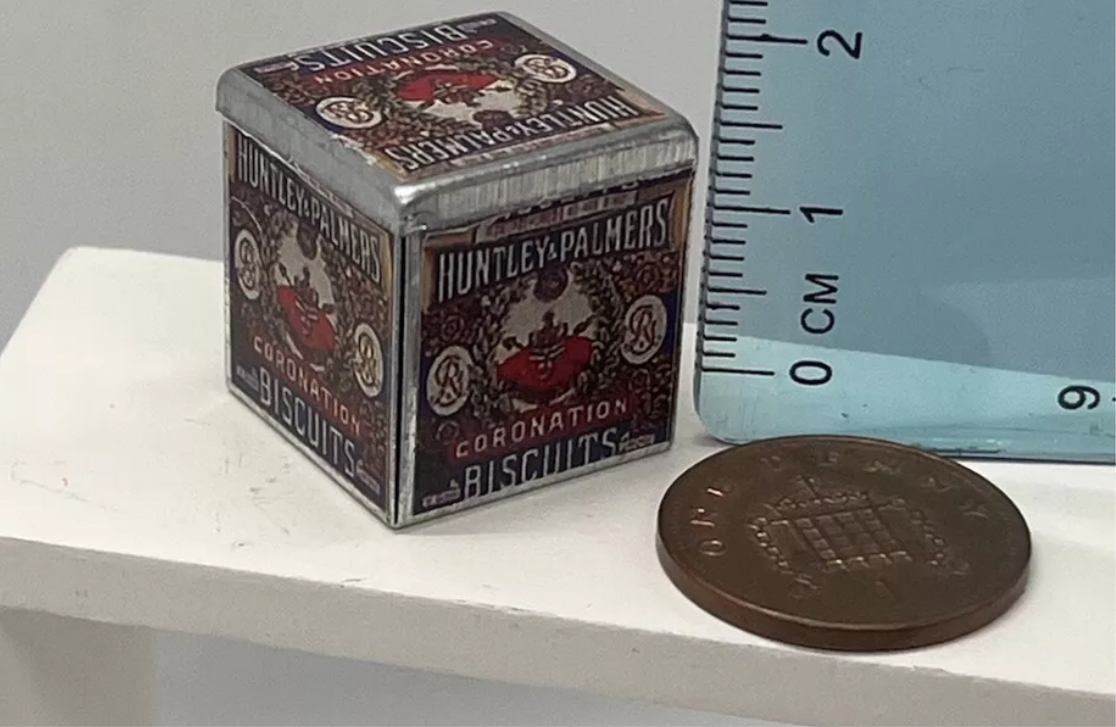 BISCUITS
CORONATION
HUNTLEY & PALMERS
HUNTLEY & PALMERS
CORONATION
BISCUITS
HUNTLEY & PALMERS
CORONATION
BISCUITS
2
1
0 CM
9
ONE PENNY